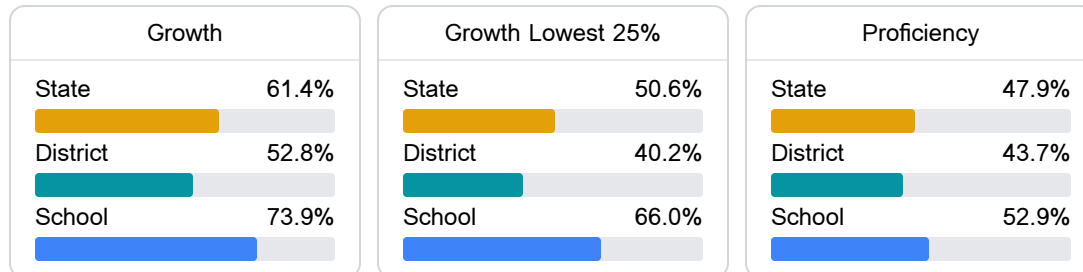 Growth
State 61.4%
District 52.8%
School 73.9%
Growth Lowest 25%
State 50.6%
District 40.2%
School 66.0%
Proficiency
State 47.9%
District 43.7%
School 52.9%